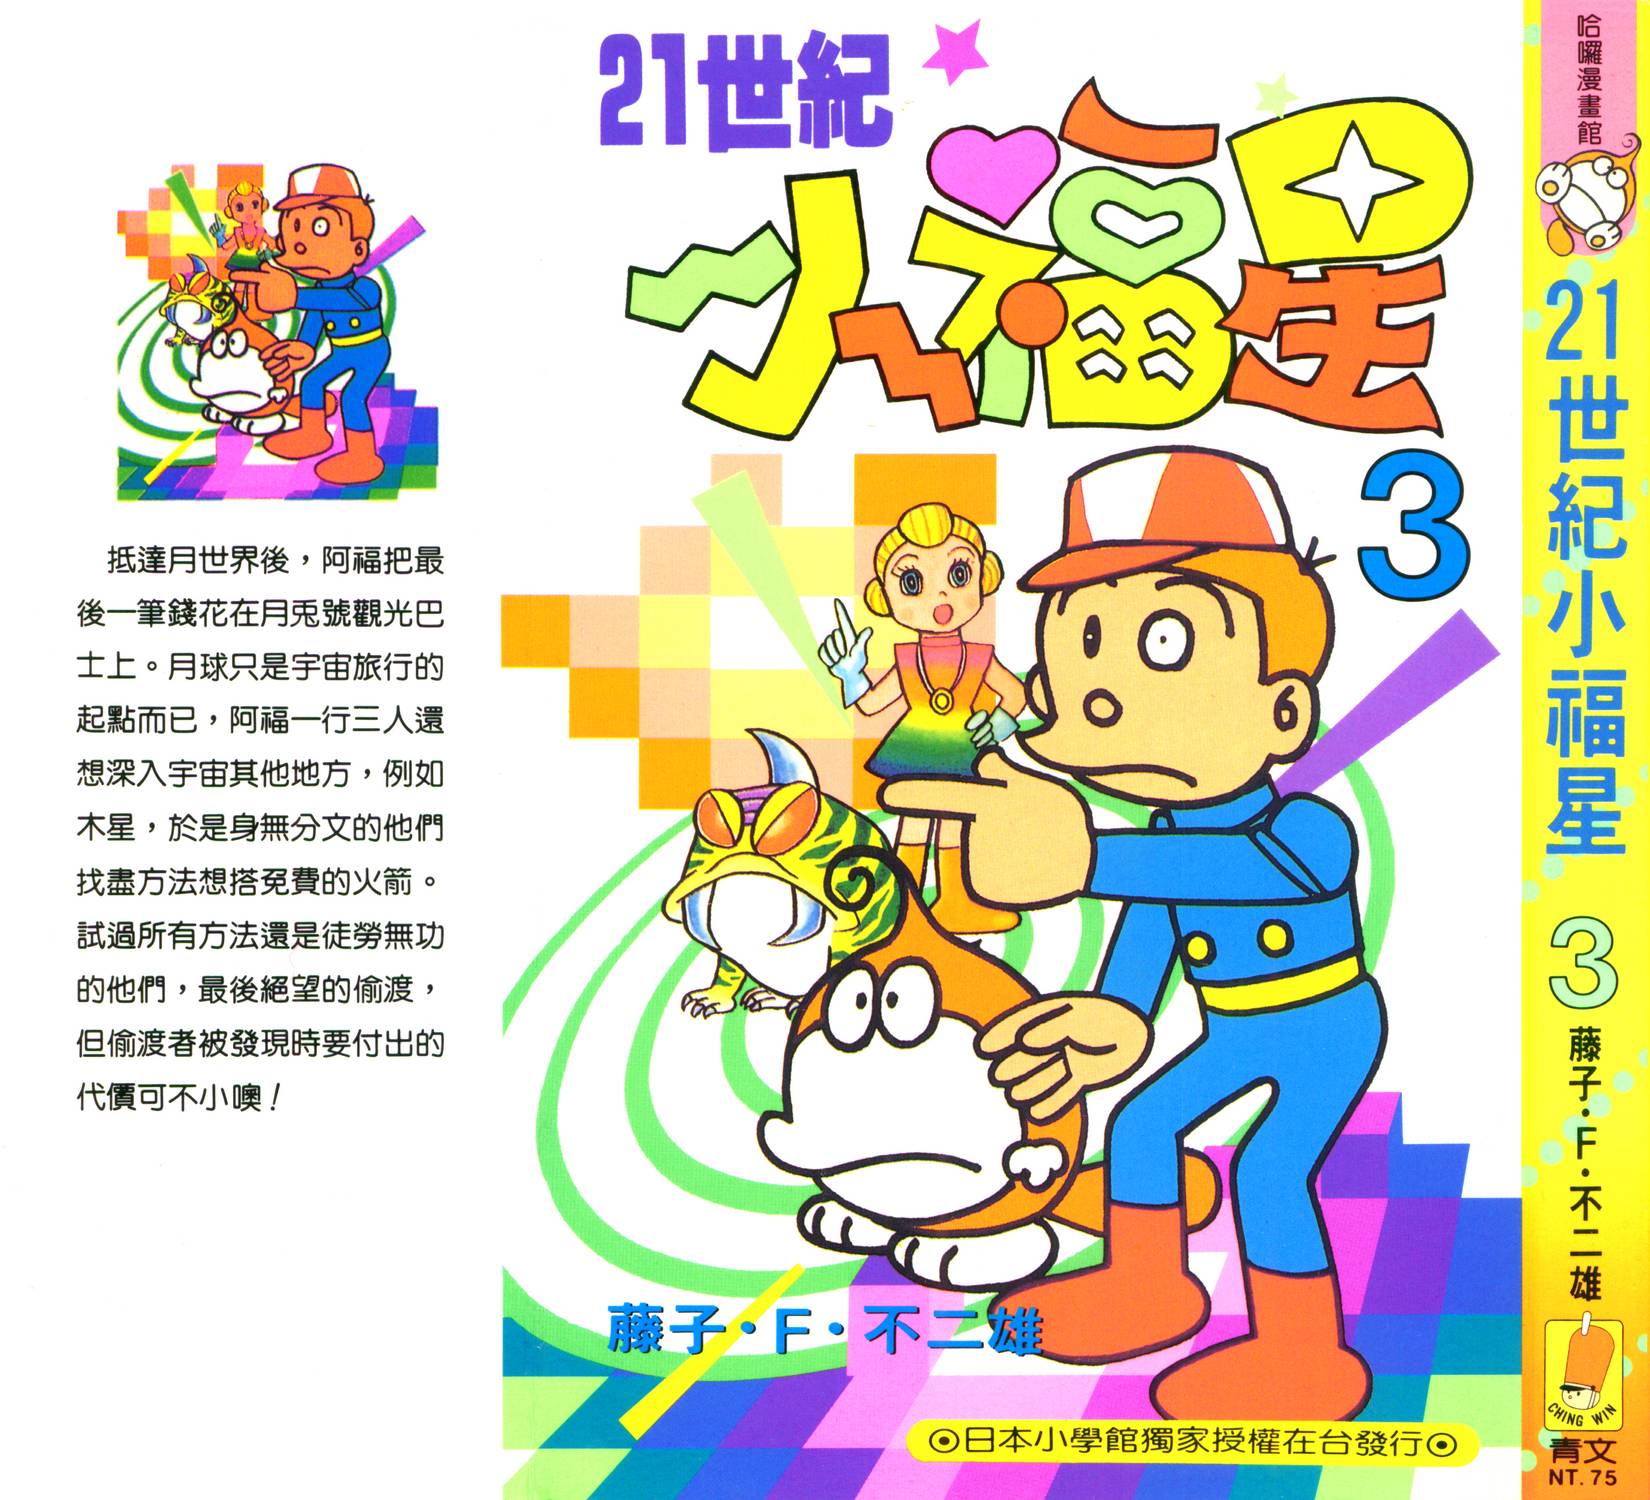 抵達月世界後，阿福把最
後一筆錢花在月兎號觀光巴
士上。月球只是宇宙旅行的
起點而已，阿福一行三人還
想深入宇宙其他地方，例如
木星，於是身無分文的他們
找盡方法想搭免費的火箭。
試過所有方法還是徒勞無功
的他們，最後絕望的偷渡，
但偷渡者被發現時要付出的
代價可不小噢！
21世紀
小福星
3
藤子·F·不二雄
⊙日本小學館獨家授權在台發行⊙
哈囉漫畫館
21世紀小福星
3
藤子·F·不二雄
CHING WIN
青文
NT.75